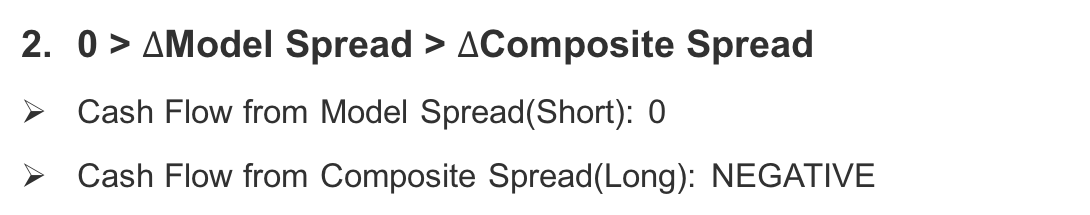 2. 0 > ΔModel Spread > ΔComposite Spread
➢ Cash Flow from Model Spread(Short): 0
➢ Cash Flow from Composite Spread(Long): NEGATIVE